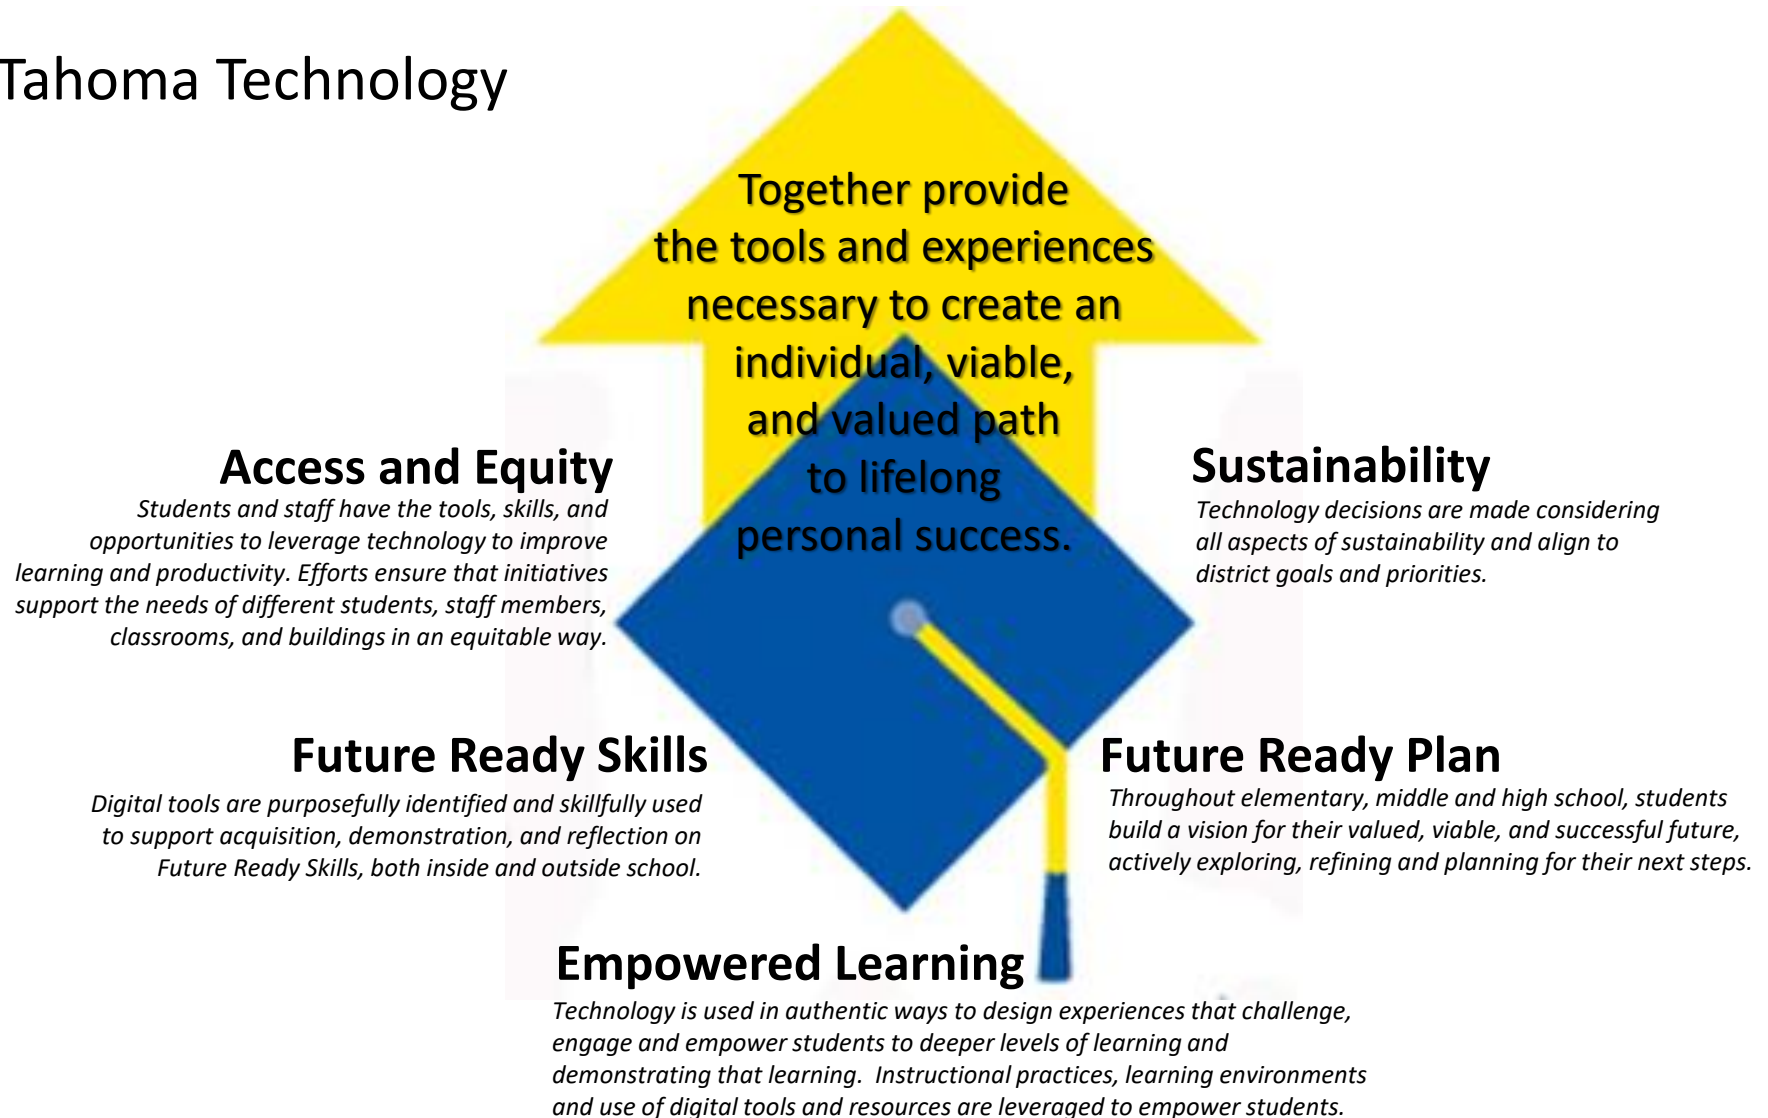 Tahoma Technology
Together provide
the tools and experiences
necessary to create an
individual, viable,
and valued path
to lifelong
personal success.
Access and Equity
Students and staff have the tools, skills, and
opportunities to leverage technology to improve
learning and productivity. Efforts ensure that initiatives
support the needs of different students, staff members,
classrooms, and buildings in an equitable way.
Sustainability
Technology decisions are made considering
all aspects of sustainability and align to
district goals and priorities.
Future Ready Skills
Digital tools are purposefully identified and skillfully used
to support acquisition, demonstration, and reflection on
Future Ready Skills, both inside and outside school.
Future Ready Plan
Throughout elementary, middle and high school, students
build a vision for their valued, viable, and successful future,
actively exploring, refining and planning for their next steps.
Empowered Learning
Technology is used in authentic ways to design experiences that challenge,
engage and empower students to deeper levels of learning and
demonstrating that learning.  Instructional practices, learning environments
and use of digital tools and resources are leveraged to empower students.